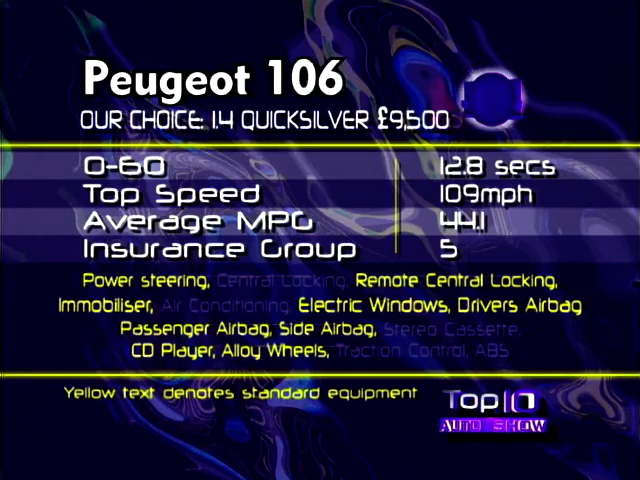 Peugeot 106
OUR CHOICE: 1.4 QUICKSILVER £9,500
0-60 12.8 secs
Top Speed 109mph
Average MPG 44.1
Insurance Group 5
Power steering, Central Locking, Remote Central Locking,
Immobiliser, Air Conditioning, Electric Windows, Drivers Airbag
Passenger Airbag, Side Airbag, Stereo Cassette,
CD Player, Alloy Wheels, Traction Control, ABS
Yellow text denotes standard equipment
Top 10
AUTO SHOW